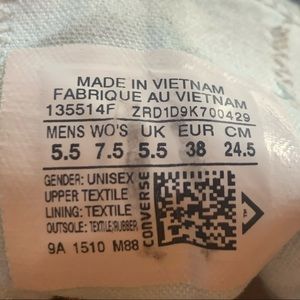 MADE IN VIETNAM
FABRIQUE AU VIETNAM
135514F ZRD1D9K700429
MENS WO'S UK EUR CM
5.5 7.5 5.5 38 24.5
GENDER: UNISEX
UPPER TEXTILE
LINING: TEXTILE
OUTSOLE: TEXTILE/RUBBER
9A 1510 M88
CONVERSE